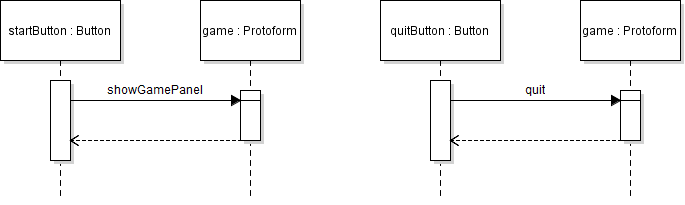 startButton : Button
game : Protoform
quitButton : Button
game : Protoform
showGamePanel
quit